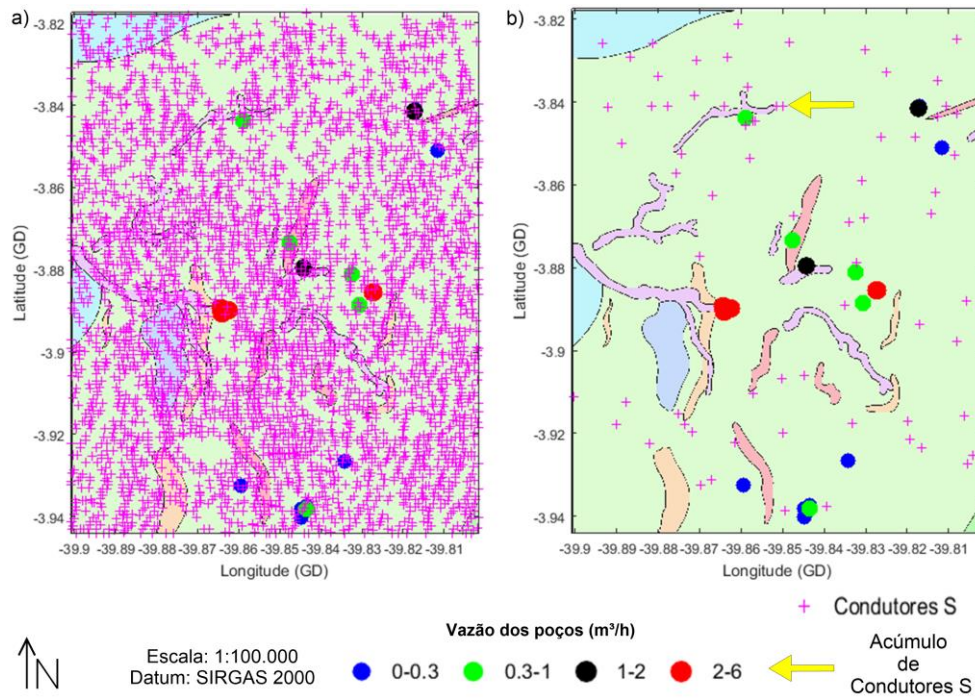 a)
b)
-3.82
-3.84
-3.86
-3.88
-3.9
-3.92
-3.94
Latitude (GD)
-39.9 -39.89 -39.88 -39.87 -39.86 -39.85 -39.84 -39.83 -39.82 -39.81
Longitude (GD)
-3.82
-3.84
-3.86
-3.88
-3.9
-3.92
-3.94
Latitude (GD)
-39.9 -39.89 -39.88 -39.87 -39.86 -39.85 -39.84 -39.83 -39.82 -39.81
Longitude (GD)
Condutores S
N
Escala: 1:100.000
Datum: SIRGAS 2000
Vazão dos poços (m³/h)
0-0.3 0.3-1 1-2 2-6
Acúmulo
de
Condutores S